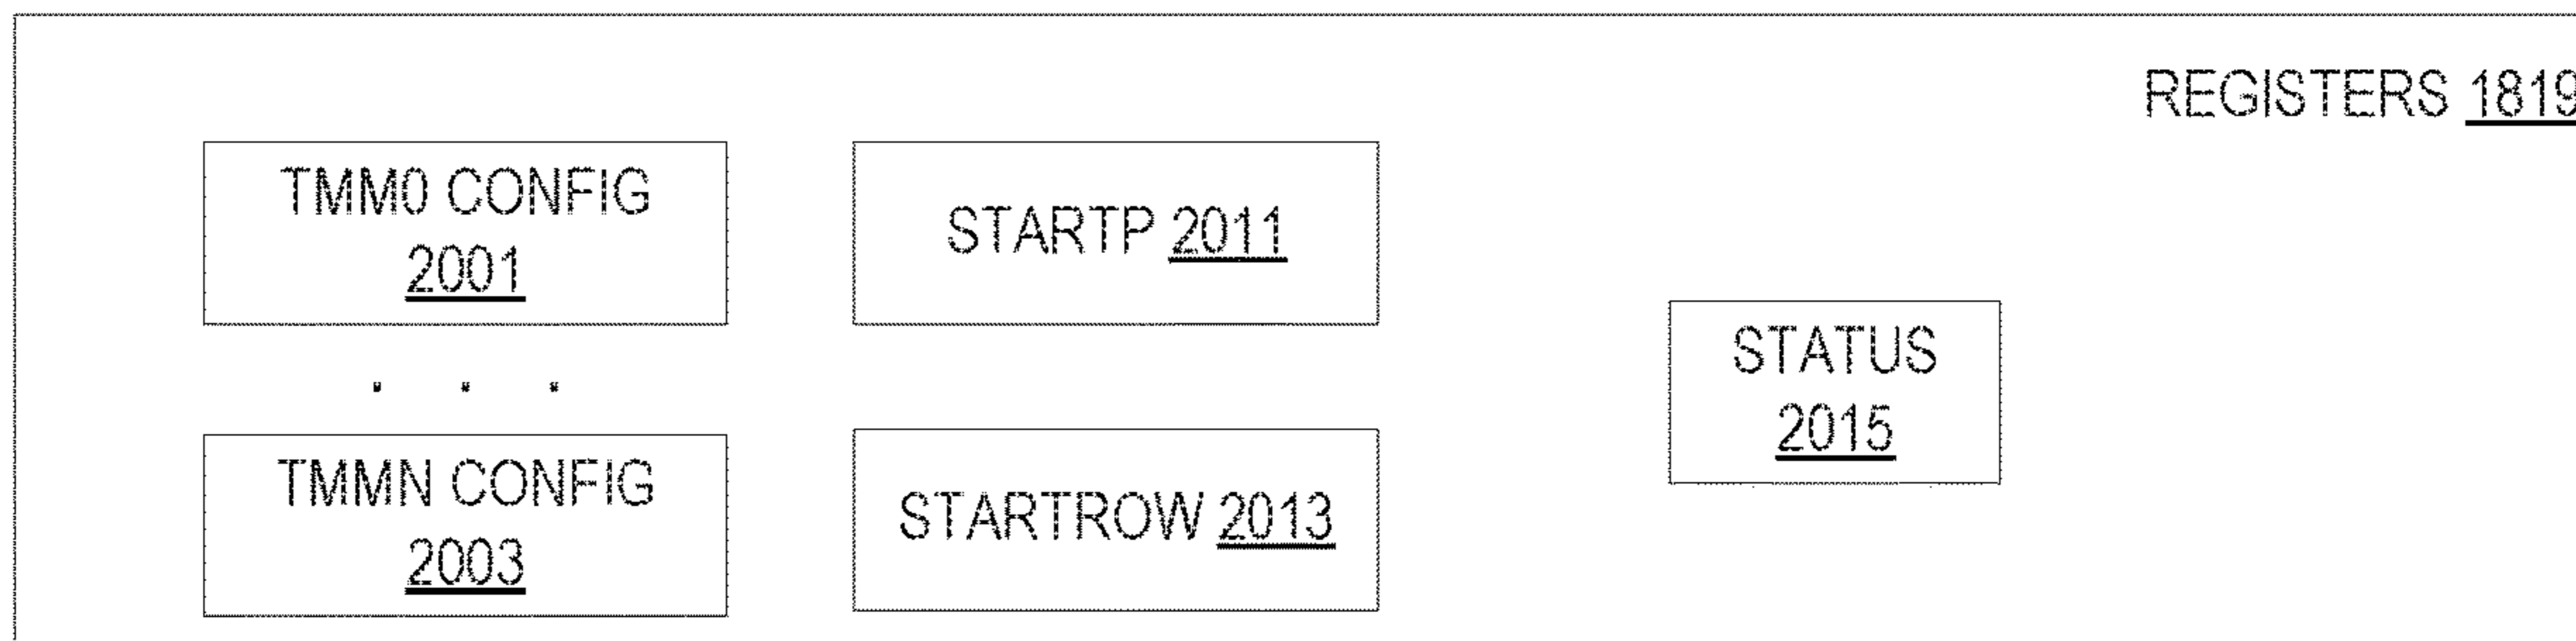 REGISTERS 1819
TMM0 CONFIG
2001
STARTP 2011
STATUS
2015
TMMN CONFIG
2003
STARTROW 2013